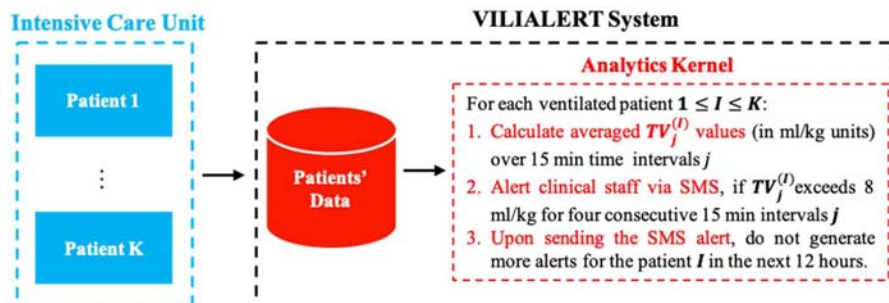 Intensive Care Unit
Patient 1
⋮
Patient K
VILIALERT System
Patients'
Data
Analytics Kernel
For each ventilated patient 1 ≤ I ≤ K:
1. Calculate averaged TV_j^(I) values (in ml/kg units)
over 15 min time intervals j
2. Alert clinical staff via SMS, if TV_j^(I) exceeds 8
ml/kg for four consecutive 15 min intervals j
3. Upon sending the SMS alert, do not generate
more alerts for the patient I in the next 12 hours.